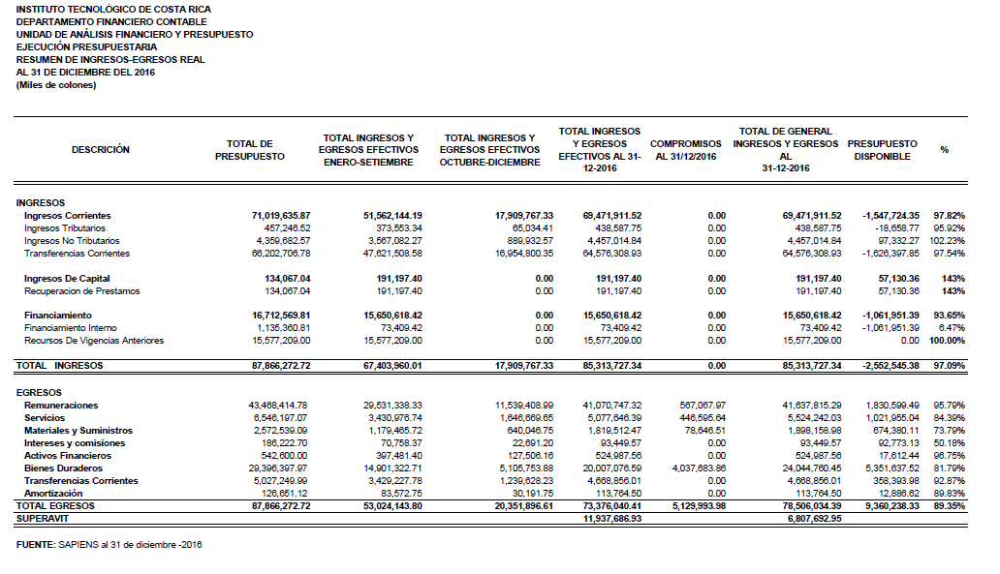 INSTITUTO TECNOLÓGICO DE COSTA RICA
DEPARTAMENTO FINANCIERO CONTABLE
UNIDAD DE ANÁLISIS FINANCIERO Y PRESUPUESTO
EJECUCIÓN PRESUPUESTARIA
RESUMEN DE INGRESOS-EGRESOS REAL
AL 31 DE DICIEMBRE DEL 2016
(Miles de colones)
DESCRICIÓN TOTAL DE PRESUPUESTO TOTAL INGRESOS Y EGRESOS EFECTIVOS ENERO-SETIEMBRE TOTAL INGRESOS Y EGRESOS EFECTIVOS OCTUBRE-DICIEMBRE TOTAL INGRESOS Y EGRESOS EFECTIVOS AL 31-12-2016 COMPROMISOS AL 31/12/2016 TOTAL DE GENERAL INGRESOS Y EGRESOS AL 31-12-2016 PRESUPUESTO DISPONIBLE %
INGRESOS
Ingresos Corrientes 71,019,635.87 51,562,144.19 17,909,767.33 69,471,911.52 0.00 69,471,911.52 -1,547,724.35 97.82%
Ingresos Tributarios 457,246.52 373,553.34 65,034.41 438,587.75 0.00 438,587.75 -18,658.77 95.92%
Ingresos No Tributarios 4,359,682.57 3,567,082.27 889,932.57 4,457,014.84 0.00 4,457,014.84 97,332.27 102.23%
Transferencias Corrientes 66,202,706.78 47,621,508.58 16,954,800.35 64,576,308.93 0.00 64,576,308.93 -1,626,397.85 97.54%
Ingresos De Capital 134,067.04 191,197.40 0.00 191,197.40 0.00 191,197.40 57,130.36 143%
Recuperacion de Prestamos 134,067.04 191,197.40 0.00 191,197.40 0.00 191,197.40 57,130.36 143%
Financiamiento 16,712,569.81 15,650,618.42 0.00 15,650,618.42 0.00 15,650,618.42 -1,061,951.39 93.65%
Financiamiento Interno 1,135,360.81 73,409.42 0.00 73,409.42 0.00 73,409.42 -1,061,951.39 6.47%
Recursos De Vigencias Anteriores 15,577,209.00 15,577,209.00 0.00 15,577,209.00 0.00 15,577,209.00 0.00 100.00%
TOTAL INGRESOS 87,866,272.72 67,403,960.01 17,909,767.33 85,313,727.34 0.00 85,313,727.34 -2,552,545.38 97.09%
EGRESOS
Remuneraciones 43,468,414.78 29,531,338.33 11,539,408.99 41,070,747.32 567,067.97 41,637,815.29 1,830,599.49 95.79%
Servicios 6,546,197.07 3,430,976.74 1,646,669.65 5,077,646.39 446,595.64 5,524,242.03 1,021,955.04 84.39%
Materiales y Suministros 2,572,539.09 1,179,465.72 640,046.75 1,819,512.47 78,646.51 1,898,158.98 674,380.11 73.79%
Intereses y comisiones 186,222.70 70,758.37 22,691.20 93,449.57 0.00 93,449.57 92,773.13 50.18%
Activos Financieros 542,600.00 397,481.40 127,506.16 524,987.56 0.00 524,987.56 17,612.44 96.75%
Bienes Duraderos 29,396,397.97 14,901,322.71 5,105,753.88 20,007,076.59 4,037,683.86 24,044,760.45 5,351,637.52 81.79%
Transferencias Corrientes 5,027,249.99 3,429,227.78 1,239,628.23 4,668,856.01 0.00 4,668,856.01 358,393.98 92.87%
Amortización 126,651.12 83,572.75 30,191.75 113,764.50 0.00 113,764.50 12,886.62 89.83%
TOTAL EGRESOS 87,866,272.72 53,024,143.80 20,351,896.61 73,376,040.41 5,129,993.98 78,506,034.39 9,360,238.33 89.35%
SUPERAVIT 11,937,686.93 6,807,692.95
FUENTE: SAPIENS al 31 de diciembre -2016